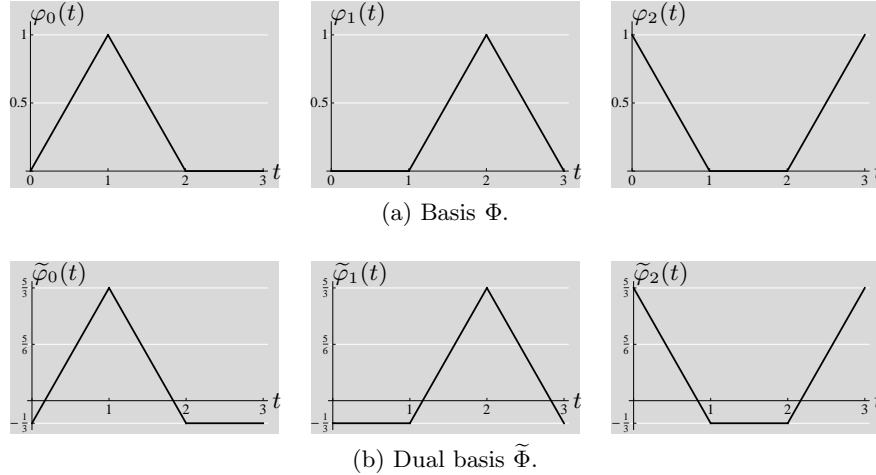 φ₀(t) φ₁(t) φ₂(t)
1 1 1
0.5 0.5 0.5
0 1 2 3 t 0 1 2 3 t 0 1 2 3 t
(a) Basis Φ.
φ̃₀(t) φ̃₁(t) φ̃₂(t)
5/3 5/3 5/3
5/6 5/6 5/6
1 2 3 t 1 2 3 t 1 2 3 t
−1/3 −1/3 −1/3
(b) Dual basis Φ̃.